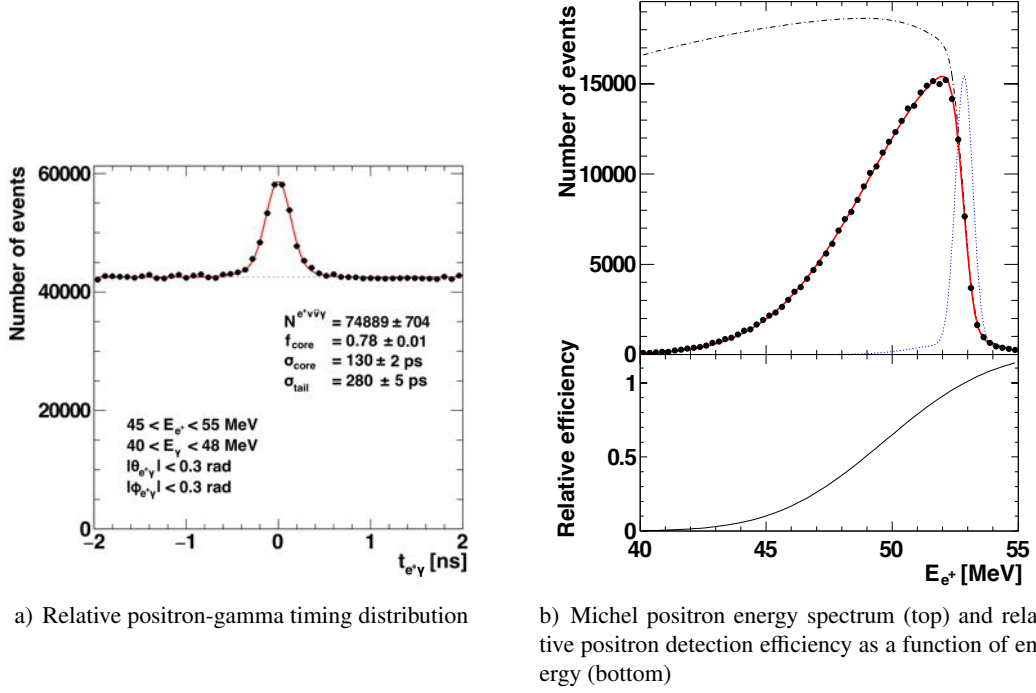 Number of events
60000
40000
20000
0
N^{e⁺νν̄γ} = 74889 ± 704
f_core = 0.78 ± 0.01
σ_core = 130 ± 2 ps
σ_tail = 280 ± 5 ps
45 < E_{e⁺} < 55 MeV
40 < E_γ < 48 MeV
|θ_{e⁺γ}| < 0.3 rad
|ϕ_{e⁺γ}| < 0.3 rad
−2 −1 0 1 2
t_{e⁺γ} [ns]
a) Relative positron-gamma timing distribution
Number of events
15000
10000
5000
0
Relative efficiency
1
0.5
0
40 45 50 55
E_{e⁺} [MeV]
b) Michel positron energy spectrum (top) and rela-
tive positron detection efficiency as a function of en-
ergy (bottom)